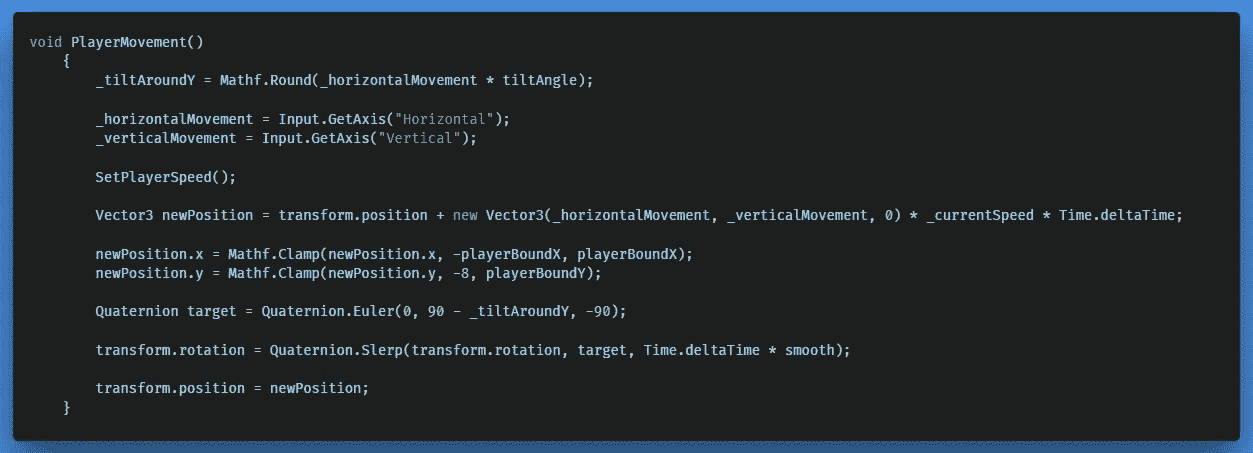 void PlayerMovement()
{
_tiltAroundY = Mathf.Round(_horizontalMovement * tiltAngle);
_horizontalMovement = Input.GetAxis("Horizontal");
_verticalMovement = Input.GetAxis("Vertical");
SetPlayerSpeed();
Vector3 newPosition = transform.position + new Vector3(_horizontalMovement, _verticalMovement, 0) * _currentSpeed * Time.deltaTime;
newPosition.x = Mathf.Clamp(newPosition.x, -playerBoundX, playerBoundX);
newPosition.y = Mathf.Clamp(newPosition.y, -8, playerBoundY);
Quaternion target = Quaternion.Euler(0, 90 - _tiltAroundY, -90);
transform.rotation = Quaternion.Slerp(transform.rotation, target, Time.deltaTime * smooth);
transform.position = newPosition;
}